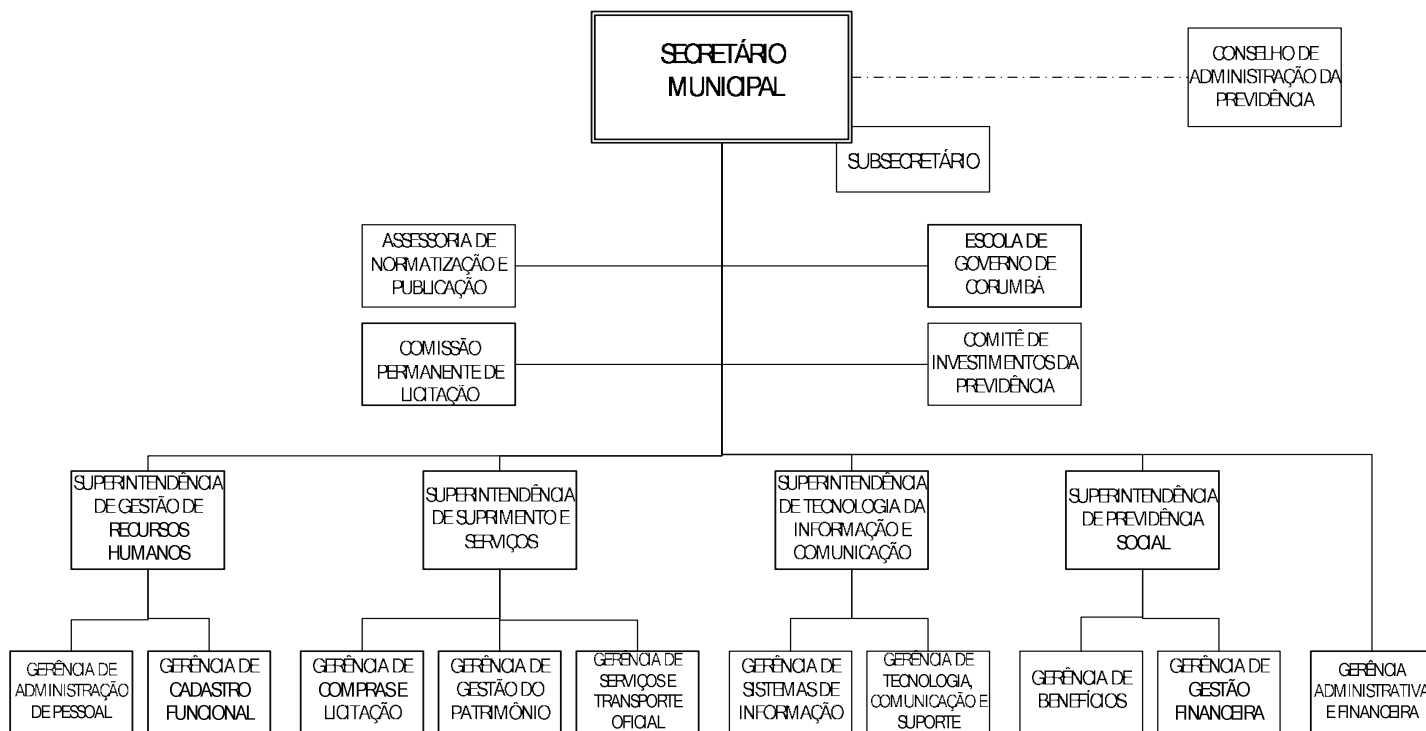 SECRETÁRIO
MUNICIPAL
CONSELHO DE
ADMINISTRAÇÃO DA
PREVIDÊNCIA
SUBSECRETÁRIO
ASSESSORIA DE
NORMATIZAÇÃO E
PUBLICAÇÃO
ESCOLA DE
GOVERNO DE
CORUMBÁ
COMISSÃO
PERMANENTE DE
LICITAÇÃO
COMITÊ DE
INVESTIMENTOS DA
PREVIDÊNCIA
SUPERINTENDÊNCIA
DE GESTÃO DE
RECURSOS
HUMANOS
SUPERINTENDÊNCIA
DE SUPRIMENTO E
SERVIÇOS
SUPERINTENDÊNCIA
DE TECNOLOGIA DA
INFORMAÇÃO E
COMUNICAÇÃO
SUPERINTENDÊNCIA
DE PREVIDÊNCIA
SOCIAL
GERÊNCIA DE
ADMINISTRAÇÃO
DE PESSOAL
GERÊNCIA DE
CADASTRO
FUNCIONAL
GERÊNCIA DE
COMPRAS E
LICITAÇÃO
GERÊNCIA DE
GESTÃO DO
PATRIMÔNIO
GERÊNCIA DE
SERVIÇOS E
TRANSPORTE
OFICIAL
GERÊNCIA DE
SISTEMAS DE
INFORMAÇÃO
GERÊNCIA DE
TECNOLOGIA,
COMUNICAÇÃO E
SUPORTE
GERÊNCIA DE
BENEFÍCIOS
GERÊNCIA DE
GESTÃO
FINANCEIRA
GERÊNCIA
ADMINISTRATIVA
E FINANCEIRA